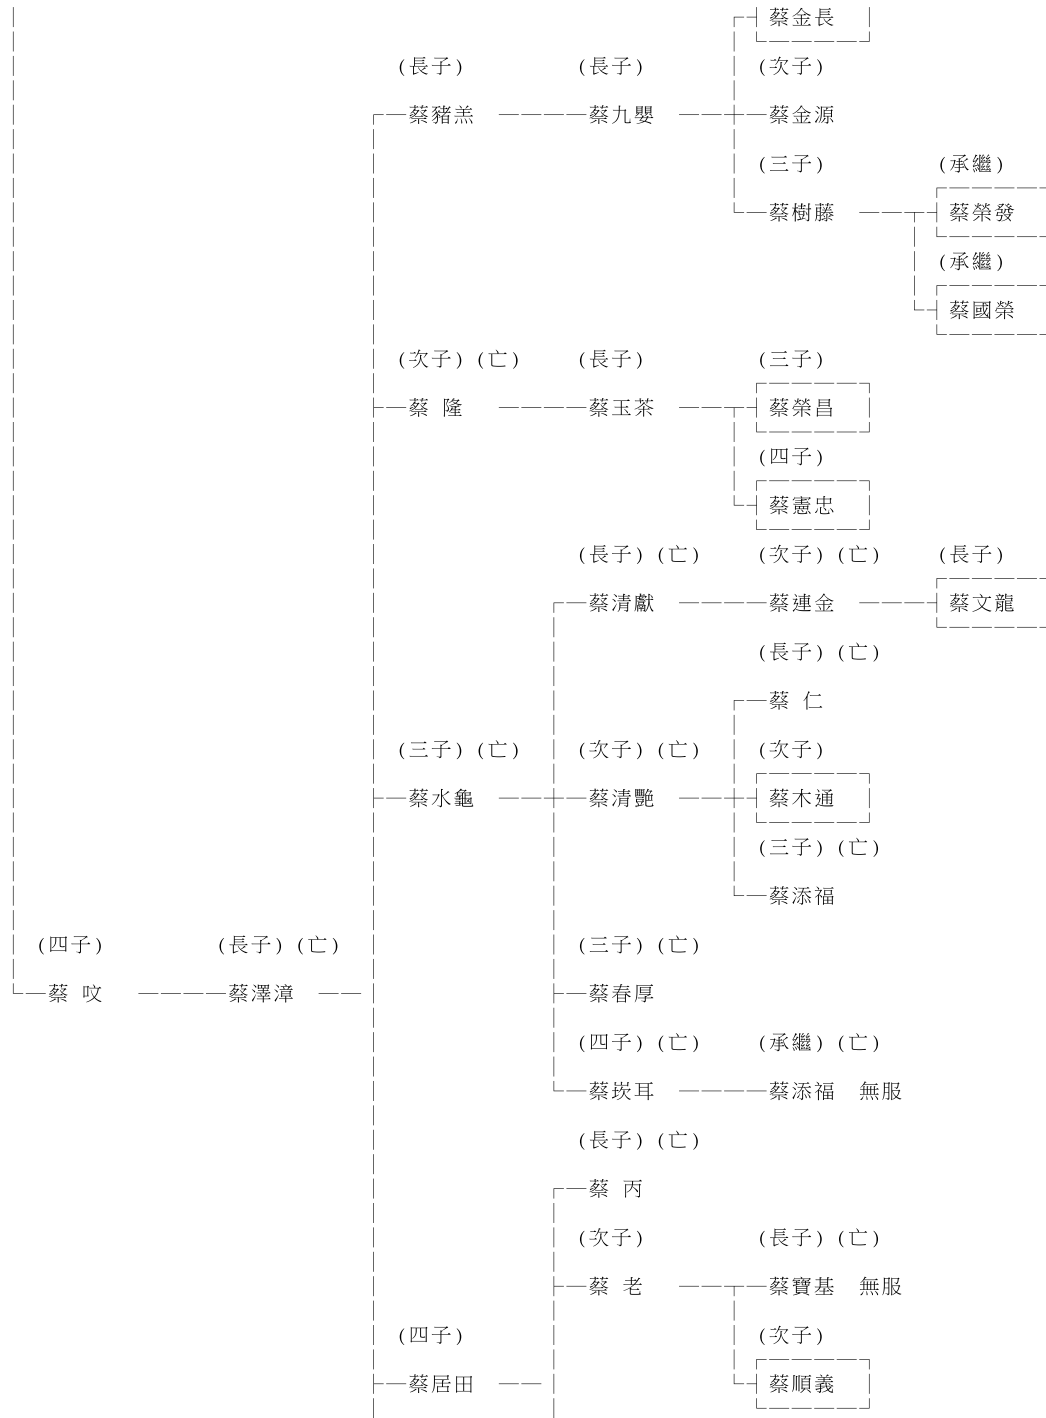 蔡金長
(長子) (長子) (次子)
蔡豬羔 蔡九嬰 蔡金源
(三子) (承繼)
蔡樹藤 蔡榮發
(承繼)
蔡國榮
(次子)(亡) (長子) (三子)
蔡 隆 蔡玉茶 蔡榮昌
(四子)
蔡憲忠
(長子)(亡) (次子)(亡) (長子)
蔡清獻 蔡連金 蔡文龍
(長子)(亡)
蔡 仁
(三子)(亡) (次子)(亡) (次子)
蔡水龜 蔡清艷 蔡木通
(三子)(亡)
蔡添福
(四子) (長子)(亡) (三子)(亡)
蔡 呅 蔡澤漳 蔡春厚
(四子)(亡) (承繼)(亡)
蔡崁耳 蔡添福 無服
(長子)(亡)
蔡 丙
(次子) (長子)(亡)
蔡 老 蔡寶基 無服
(四子) (次子)
蔡居田 蔡順義